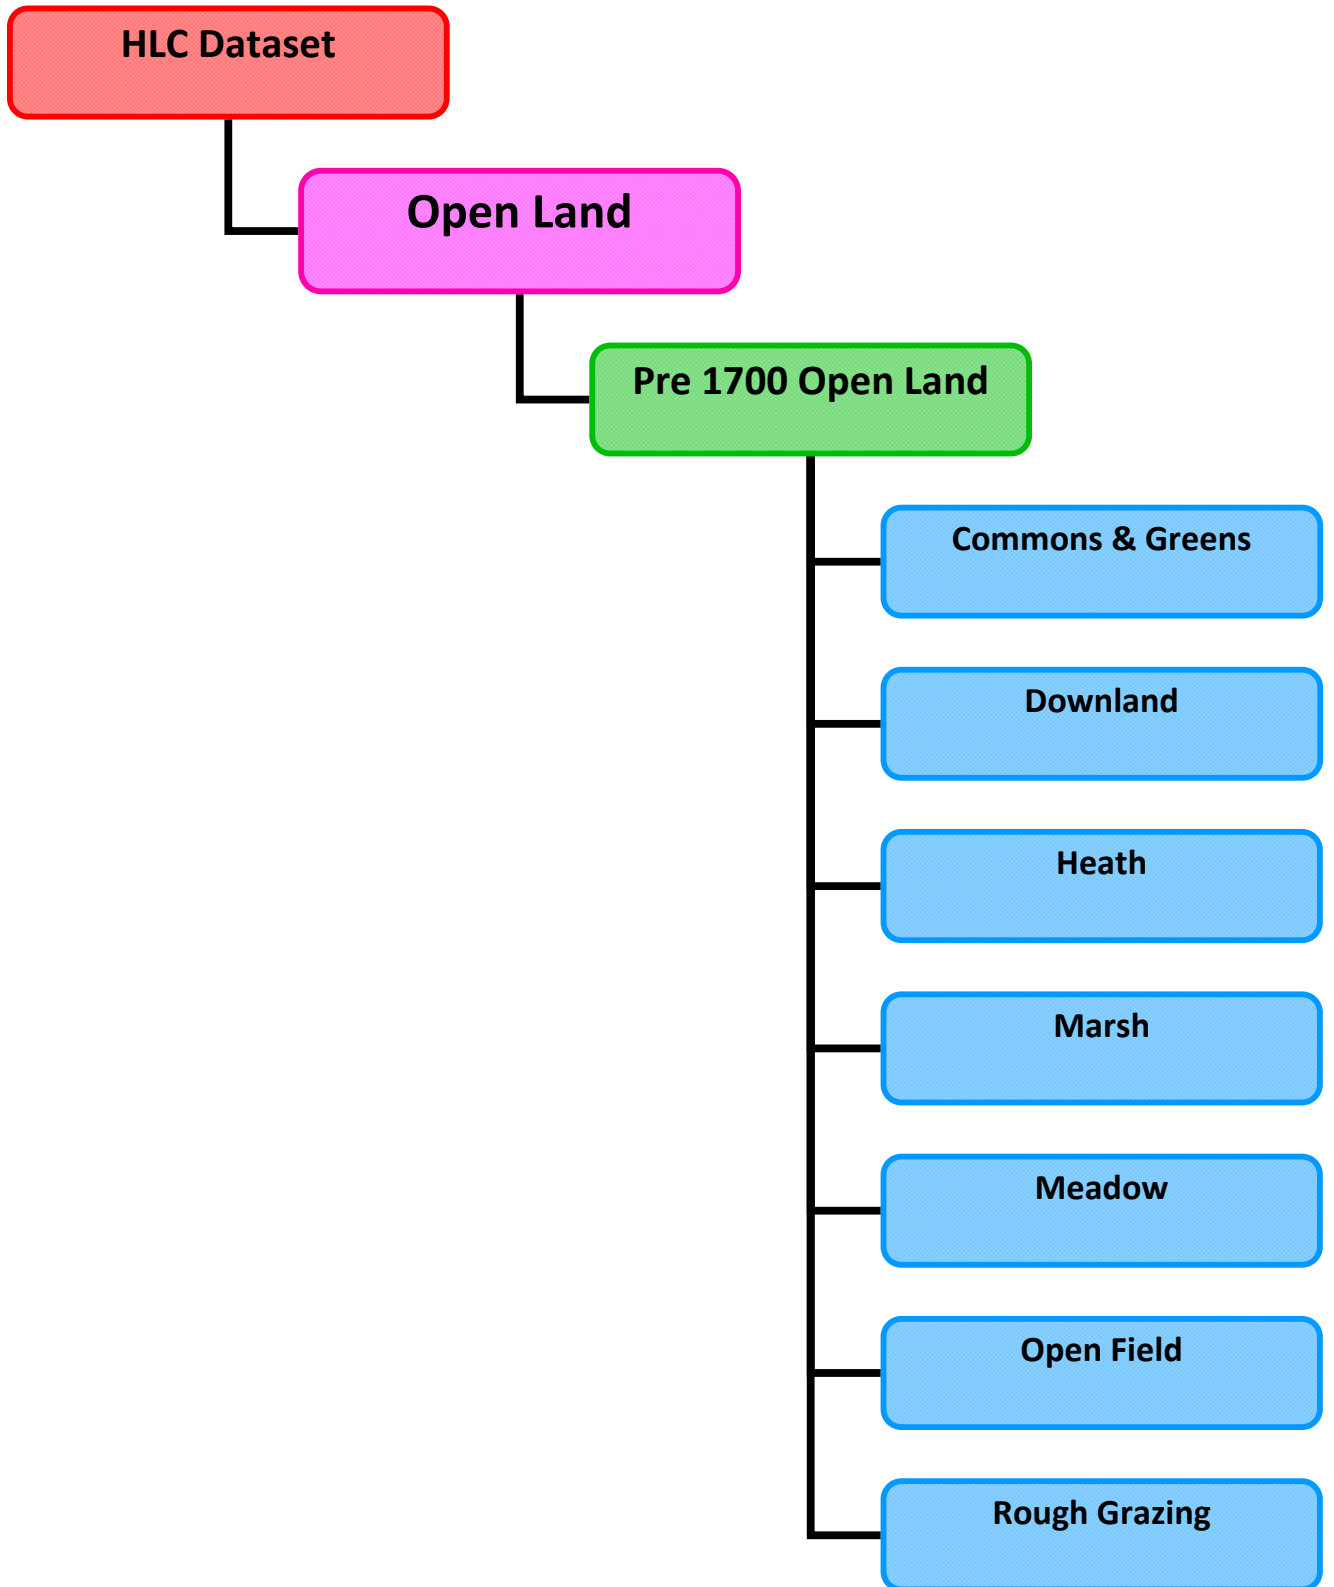 HLC Dataset
Open Land
Pre 1700 Open Land
Commons & Greens
Downland
Heath
Marsh
Meadow
Open Field
Rough Grazing